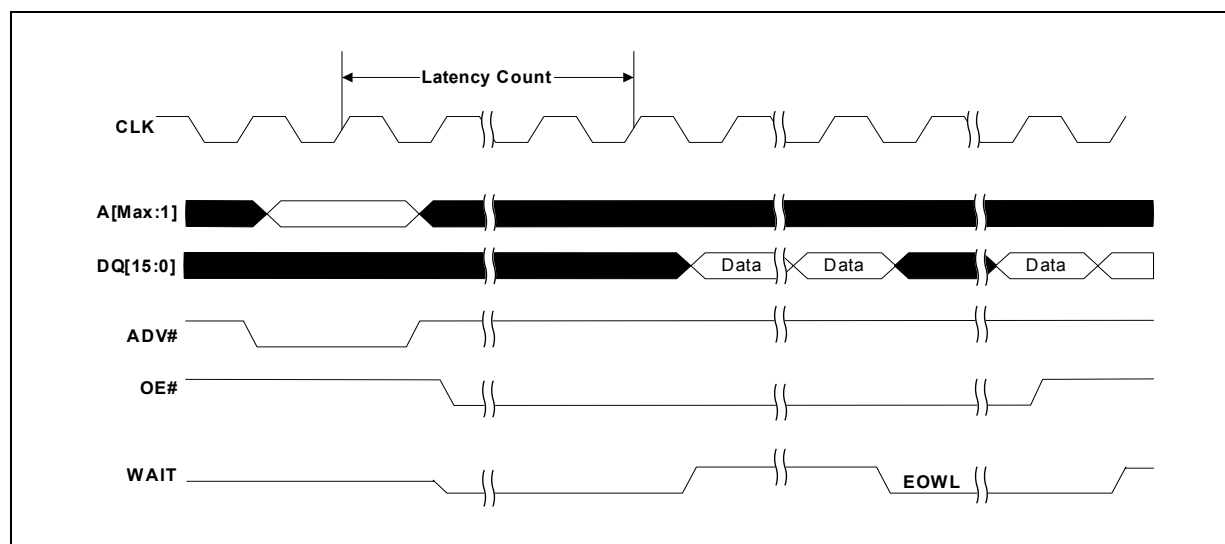 Latency Count
CLK
A[Max:1]
DQ[15:0]
Data Data Data
ADV#
OE#
WAIT
EOWL